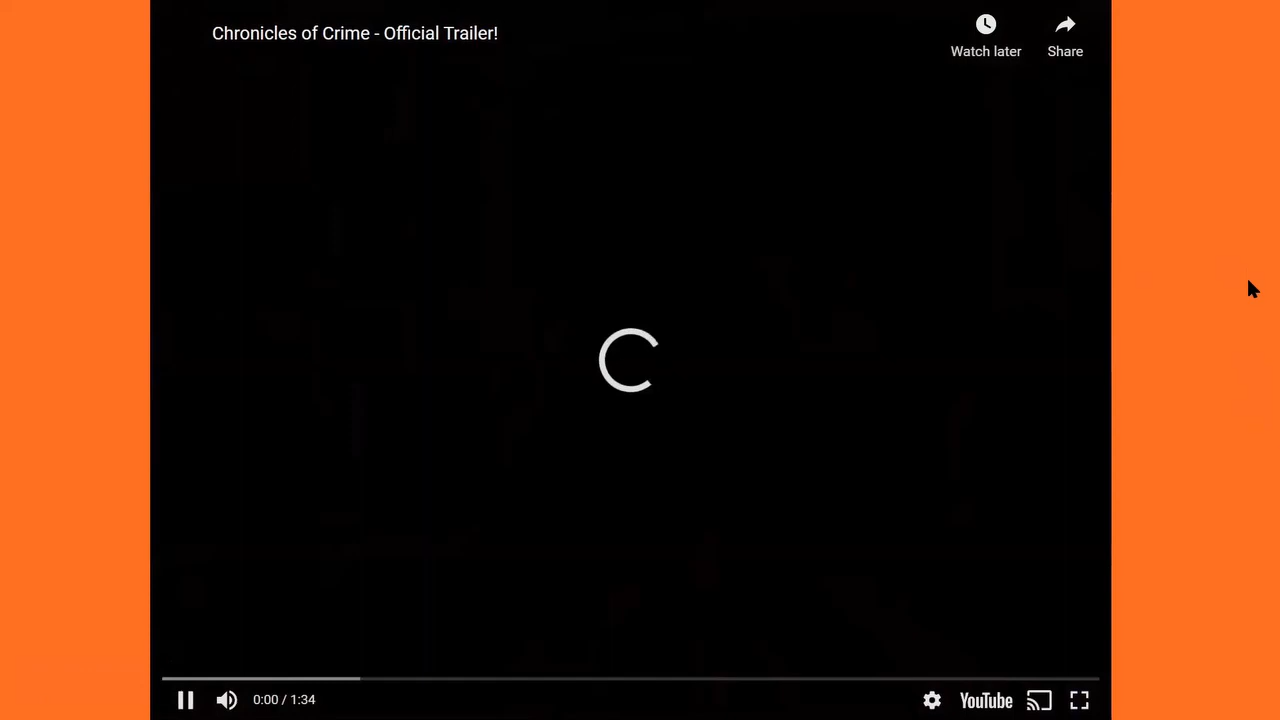 Chronicles of Crime - Official Trailer!
Watch later
Share
0:00 / 1:34
YouTube